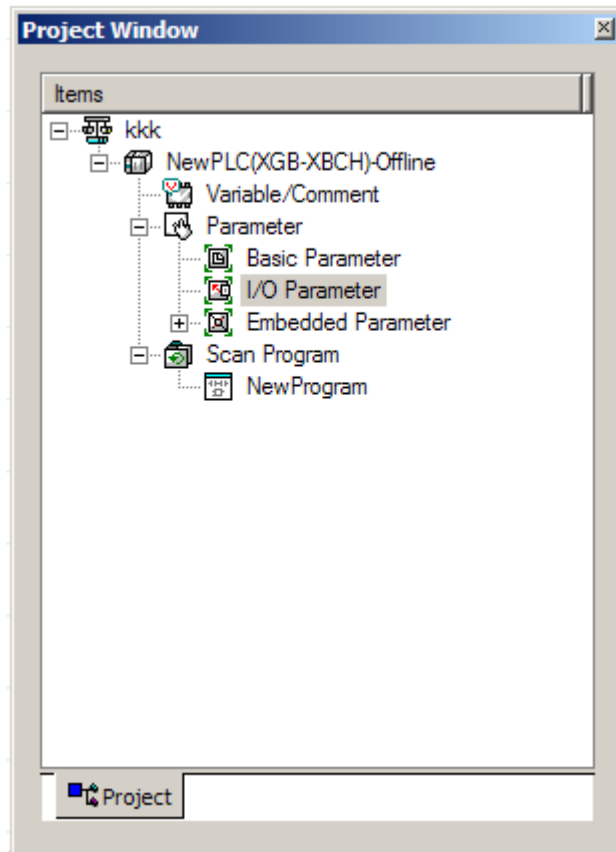 Project Window
Items
kkk
NewPLC(XGB-XBCH)-Offline
Variable/Comment
Parameter
Basic Parameter
I/O Parameter
Embedded Parameter
Scan Program
NewProgram
Project